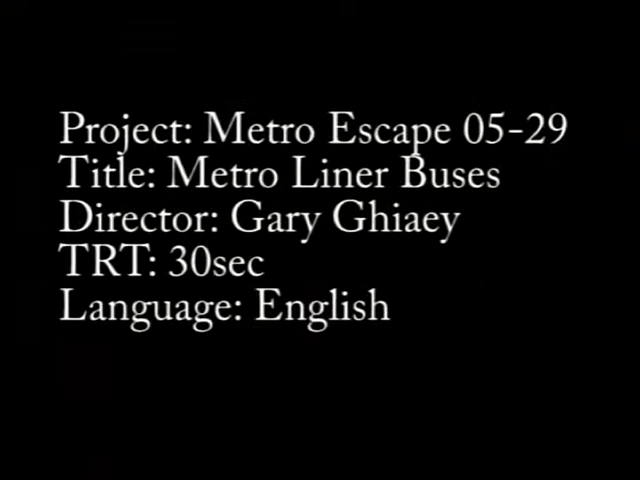 Project: Metro Escape 05-29
Title: Metro Liner Buses
Director: Gary Ghiaey
TRT: 30sec
Language: English